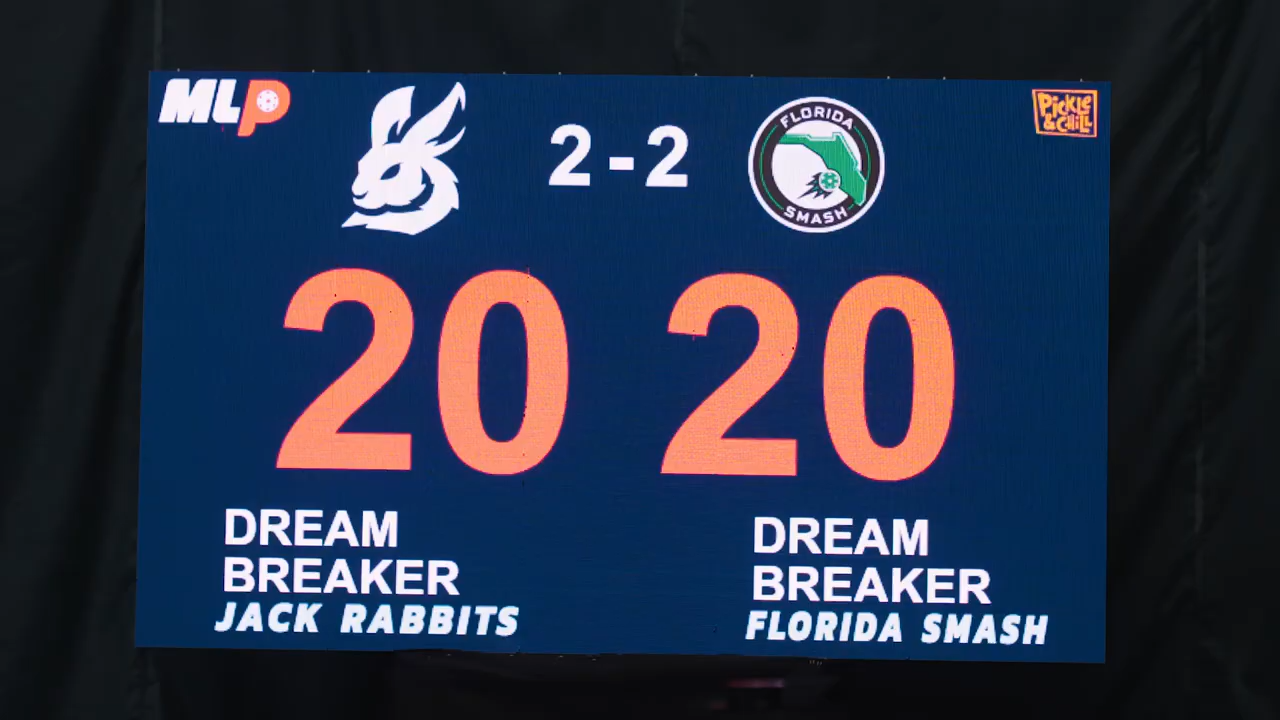 MLP
2 - 2
FLORIDA
SMASH
PICKLE
& CHILL
20 20
DREAM
BREAKER
JACK RABBITS
DREAM
BREAKER
FLORIDA SMASH